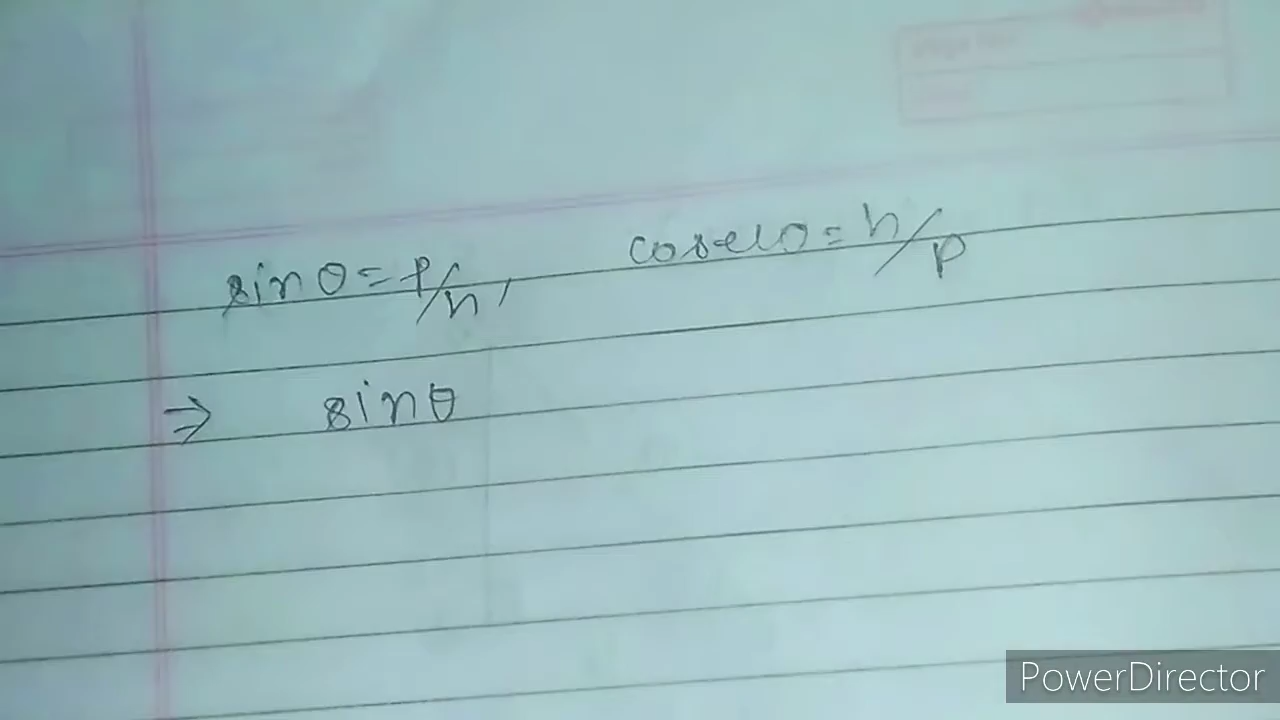 sinθ = P/h, cosecθ = h/P
⇒ sinθ
PowerDirector